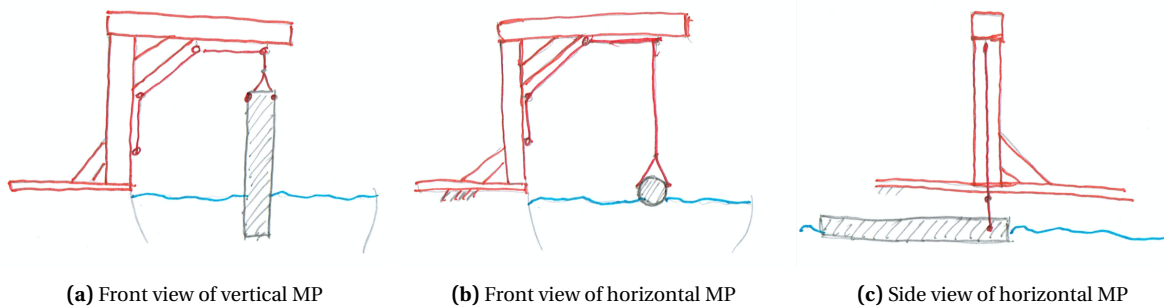 (a) Front view of vertical MP
(b) Front view of horizontal MP
(c) Side view of horizontal MP